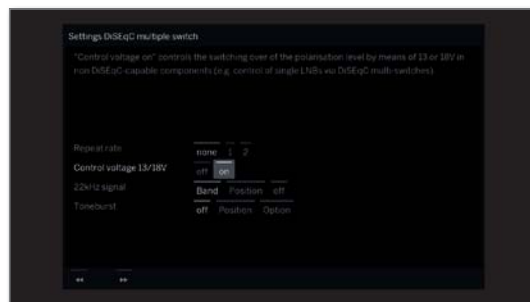 Settings DiSEqC multiple switch
"Control voltage on" controls the switching over of the polarisation level by means of 13 or 18V in
non DiSEqC-capable components (e.g. control of single LNBs via DiSEqC multi-switches)
Repeat rate none 1 2
Control voltage 13/18V off on
22kHz signal Band Position off
Toneburst off Position Option